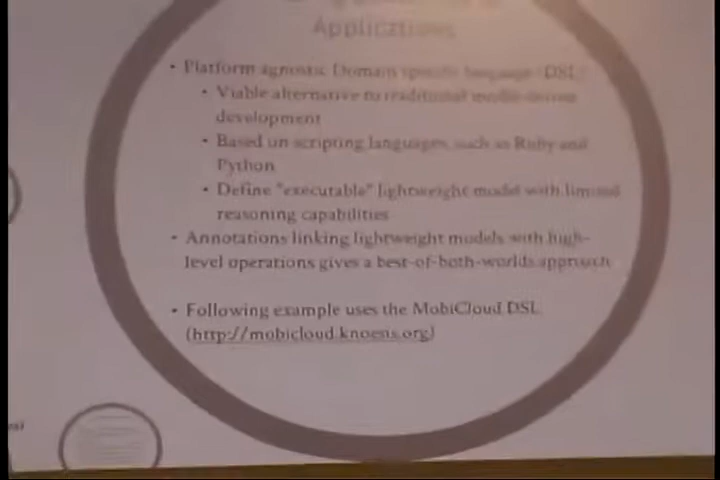 Applications
• Platform agnostic Domain specific language (DSL)
• Viable alternative to traditional model-driven
development
• Based on scripting languages, such as Ruby and
Python
• Define "executable" lightweight model with limited
reasoning capabilities
• Annotations linking lightweight models with high-
level operations gives a best-of-both-worlds approach
• Following example uses the MobiCloud DSL
(http://mobicloud.knoesis.org)